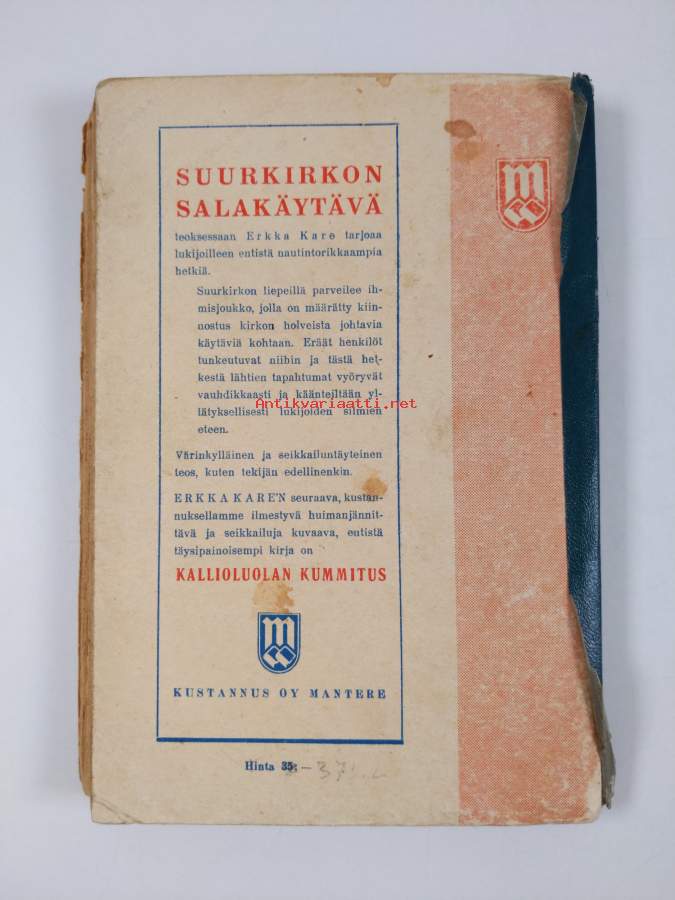 SUURKIRKON
SALAKÄYTÄVÄ
teoksessaan Erkka Kare tarjoaa
lukijoilleen entistä nautintorikkaampia
hetkiä.
Suurkirkon liepeillä parveilee ih-
misjoukko, jolla on määrätty kiin-
nostus kirkon holveista johtavia
käytäviä kohtaan. Eräät henkilöt
tunkeutuvat niihin ja tästä het-
kestä lähtien tapahtumat vyöryvät
vauhdikkaasti ja käänteiltään yl-
Antikvariaatti.net
lätyksellisesti lukijoiden silmien
eteen.
Värinkylläinen ja seikkailuntäyteinen
teos, kuten tekijän edellinenkin.
ERKKA KARE'N seuraava, kustan-
nuksellamme ilmestyvä huimanjännit-
tävä ja seikkailuja kuvaava, entistä
täysipainoisempi kirja on
KALLIOLUOLAN KUMMITUS
KUSTANNUS OY MANTERE
Hinta 35: